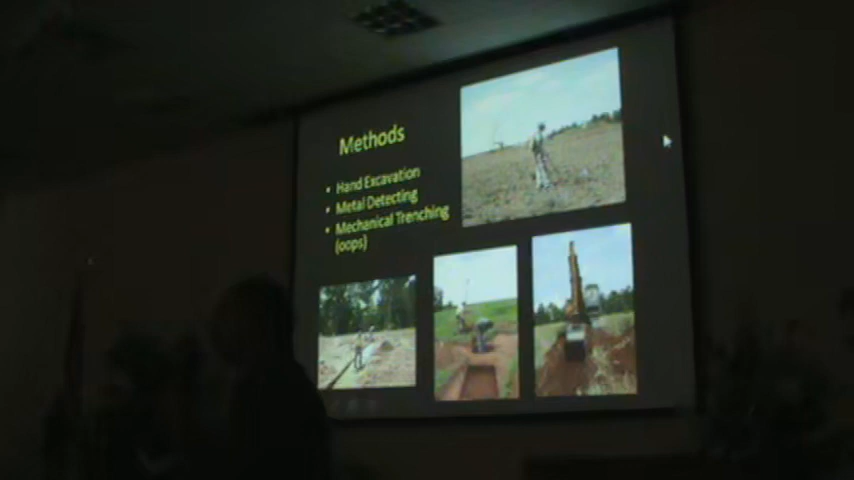 Methods
• Hand Excavation
• Metal Detecting
• Mechanical Trenching
(oops)